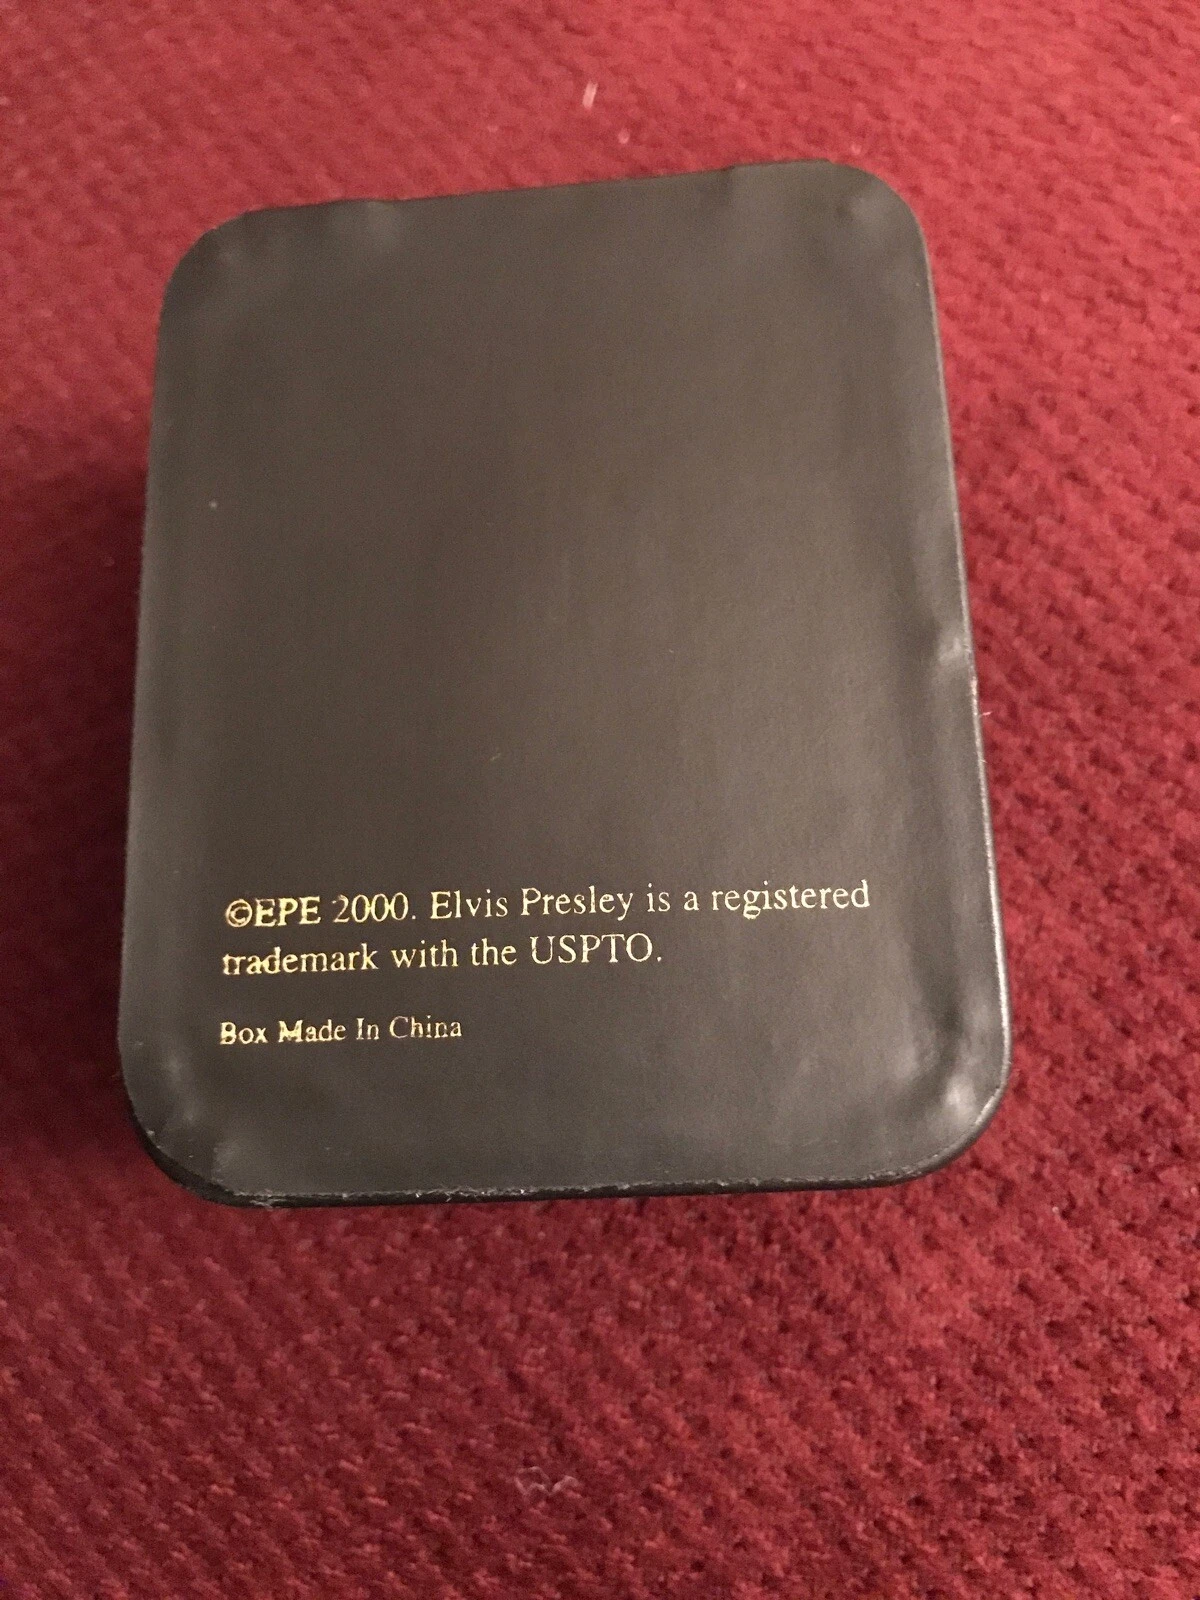 ©EPE 2000. Elvis Presley is a registered
trademark with the USPTO.
Box Made In China